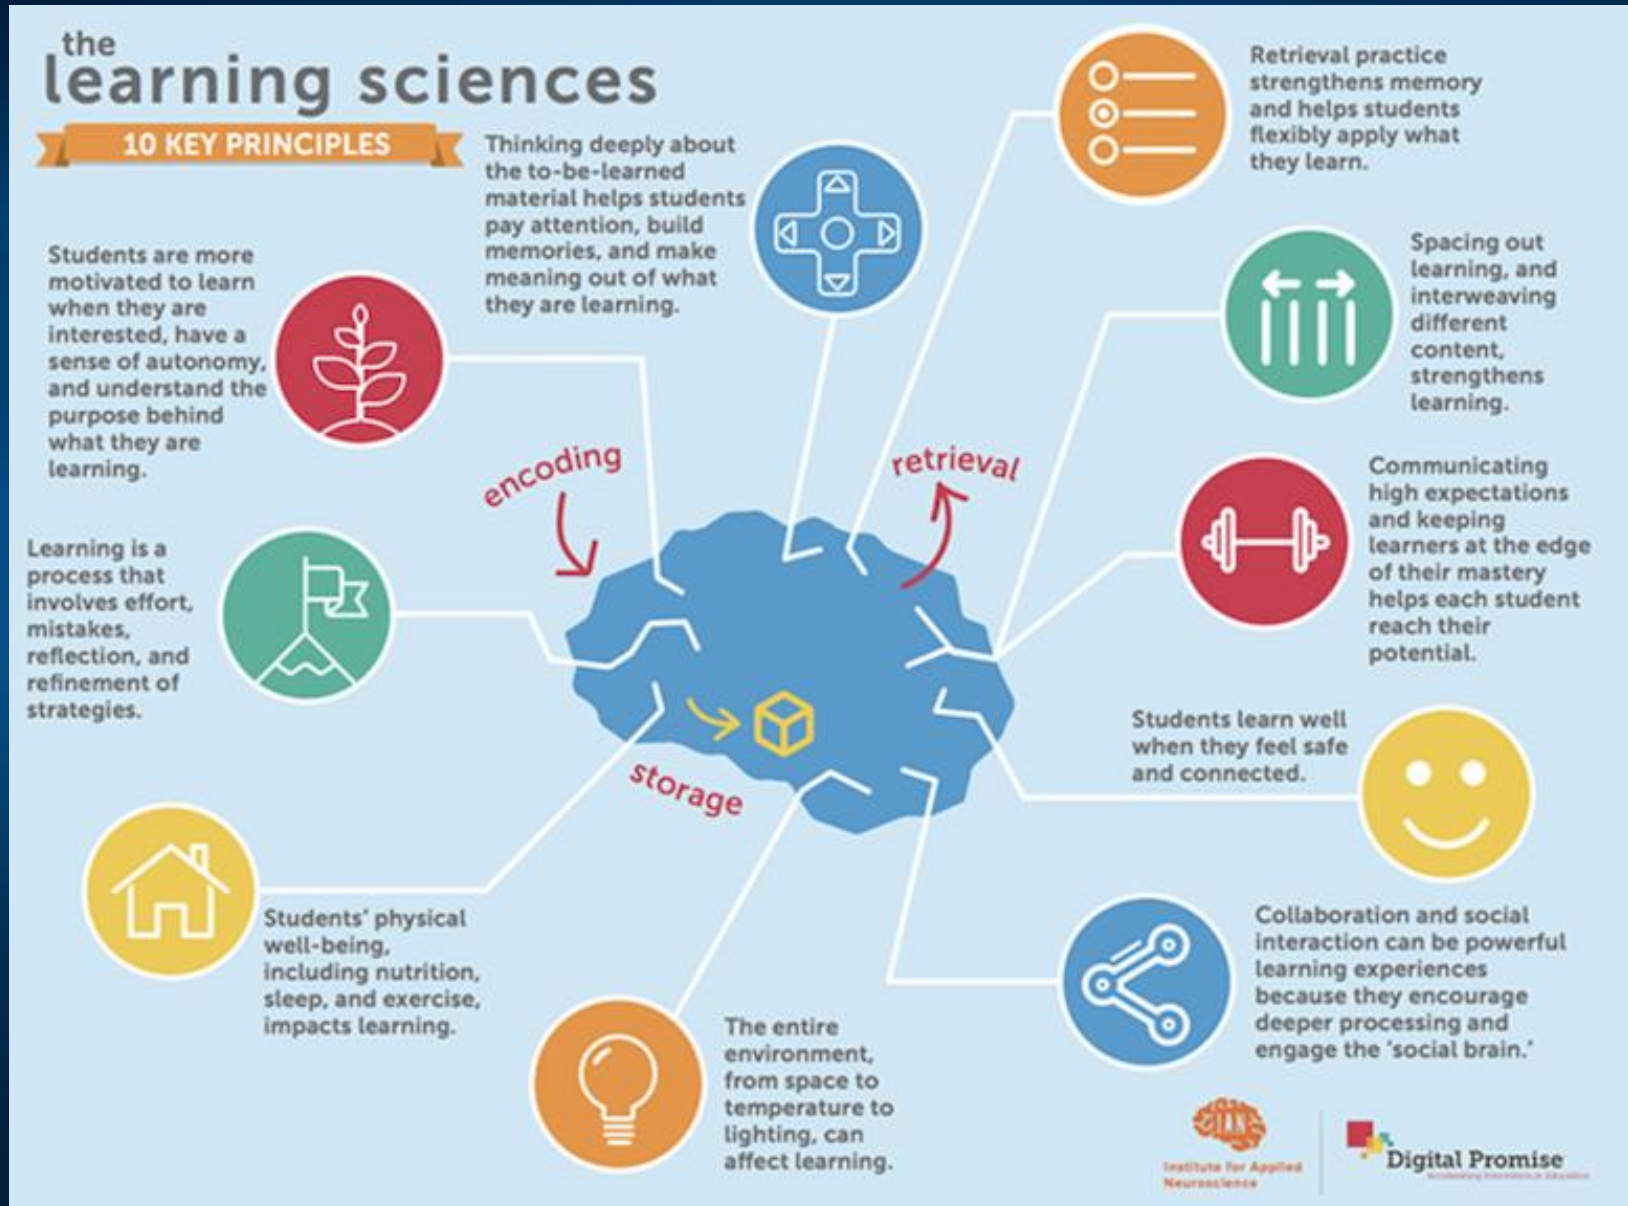 the
learning sciences
10 KEY PRINCIPLES
Thinking deeply about
the to-be-learned
material helps students
pay attention, build
memories, and make
meaning out of what
they are learning.
Retrieval practice
strengthens memory
and helps students
flexibly apply what
they learn.
Students are more
motivated to learn
when they are
interested, have a
sense of autonomy,
and understand the
purpose behind
what they are
learning.
Spacing out
learning, and
interweaving
different
content,
strengthens
learning.
encoding
retrieval
Communicating
high expectations
and keeping
learners at the edge
of their mastery
helps each student
reach their
potential.
Learning is a
process that
involves effort,
mistakes,
reflection, and
refinement of
strategies.
storage
Students learn well
when they feel safe
and connected.
Students' physical
well-being,
including nutrition,
sleep, and exercise,
impacts learning.
The entire
environment,
from space to
temperature to
lighting, can
affect learning.
Collaboration and social
interaction can be powerful
learning experiences
because they encourage
deeper processing and
engage the 'social brain.'
IAN
Institute for Applied
Neuroscience
Digital Promise
Accelerating Innovation in Education